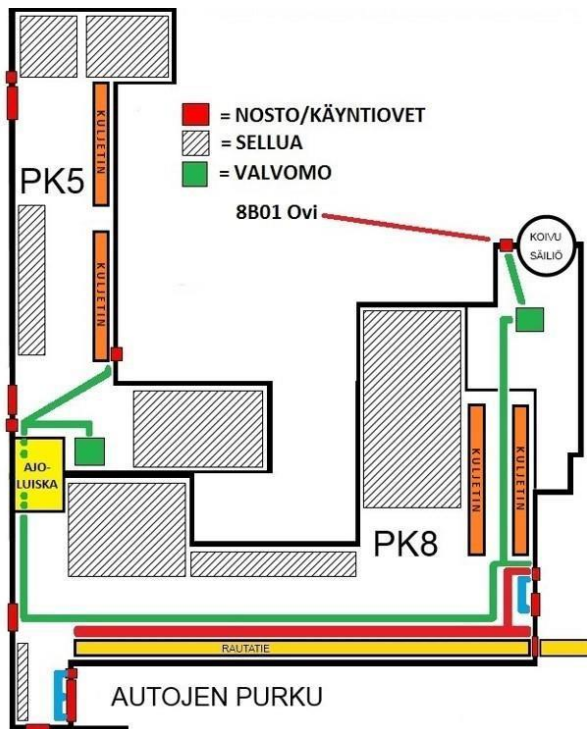 = NOSTO/KÄYNTIOVET
= SELLUA
= VALVOMO
8B01 Ovi
KOIVU
SÄILIÖ
PK5
KULJETIN
KULJETIN
AJO-
LUISKA
KULJETIN
KULJETIN
PK8
RAUTATIE
AUTOJEN PURKU